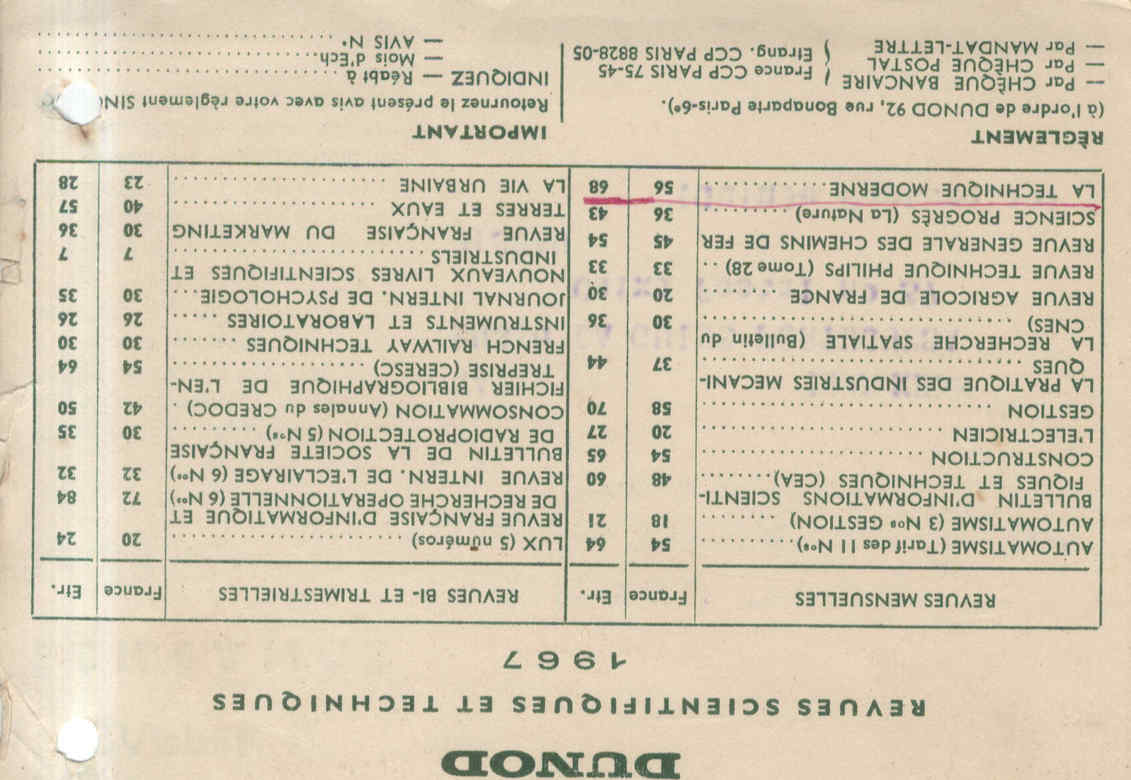 DUNOD
REVUES SCIENTIFIQUES ET TECHNIQUES
1967
REVUES MENSUELLES France Etr.
AUTOMATISME (Tarif des 11 Nos) 54 64
AUTOMATISME (3 Nos GESTION) 18 21
BULLETIN D'INFORMATIONS SCIENTI-
FIQUES ET TECHNIQUES (CEA) 48 60
CONSTRUCTION 54 65
L'ELECTRICIEN 20 27
GESTION 58 70
LA PRATIQUE DES INDUSTRIES MECANI-
QUES 37 44
LA RECHERCHE SPATIALE (Bulletin du
CNES) 30 36
REVUE AGRICOLE DE FRANCE 20 30
REVUE TECHNIQUE PHILIPS (Tome 28) 33 33
REVUE GENERALE DES CHEMINS DE FER 45 54
SCIENCE PROGRÈS (La Nature) 36 43
LA TECHNIQUE MODERNE 56 68
REVUES BI- ET TRIMESTRIELLES France Etr.
LUX (5 numéros) 20 24
REVUE FRANÇAISE D'INFORMATIQUE ET
DE RECHERCHE OPERATIONNELLE (6 Nos) 72 84
REVUE INTERN. DE L'ECLAIRAGE (6 Nos) 32 32
BULLETIN DE LA SOCIETE FRANÇAISE
DE RADIOPROTECTION (5 Nos) 30 35
CONSOMMATION (Annales du CREDOC) 42 50
FICHIER BIBLIOGRAPHIQUE DE L'EN-
TREPRISE (CERESC) 54 64
FRENCH RAILWAY TECHNIQUES 30 30
INSTRUMENTS ET LABORATOIRES 26 26
JOURNAL INTERN. DE PSYCHOLOGIE 30 35
NOUVEAUX LIVRES SCIENTIFIQUES ET
INDUSTRIELS 7 7
REVUE FRANÇAISE DU MARKETING 30 36
TERRES ET EAUX 40 57
LA VIE URBAINE 23 28
RÈGLEMENT
(à l'ordre de DUNOD 92, rue Bonaparte Paris-6e).
— Par CHÈQUE BANCAIRE
— Par CHÈQUE POSTAL
— Par MANDAT-LETTRE
France CCP PARIS 75-45
Etrang. CCP PARIS 8828-05
IMPORTANT
Retournez le présent avis avec votre règlement SINON
INDIQUEZ — Réabt à
— Mois d'Ech.
— AVIS N°